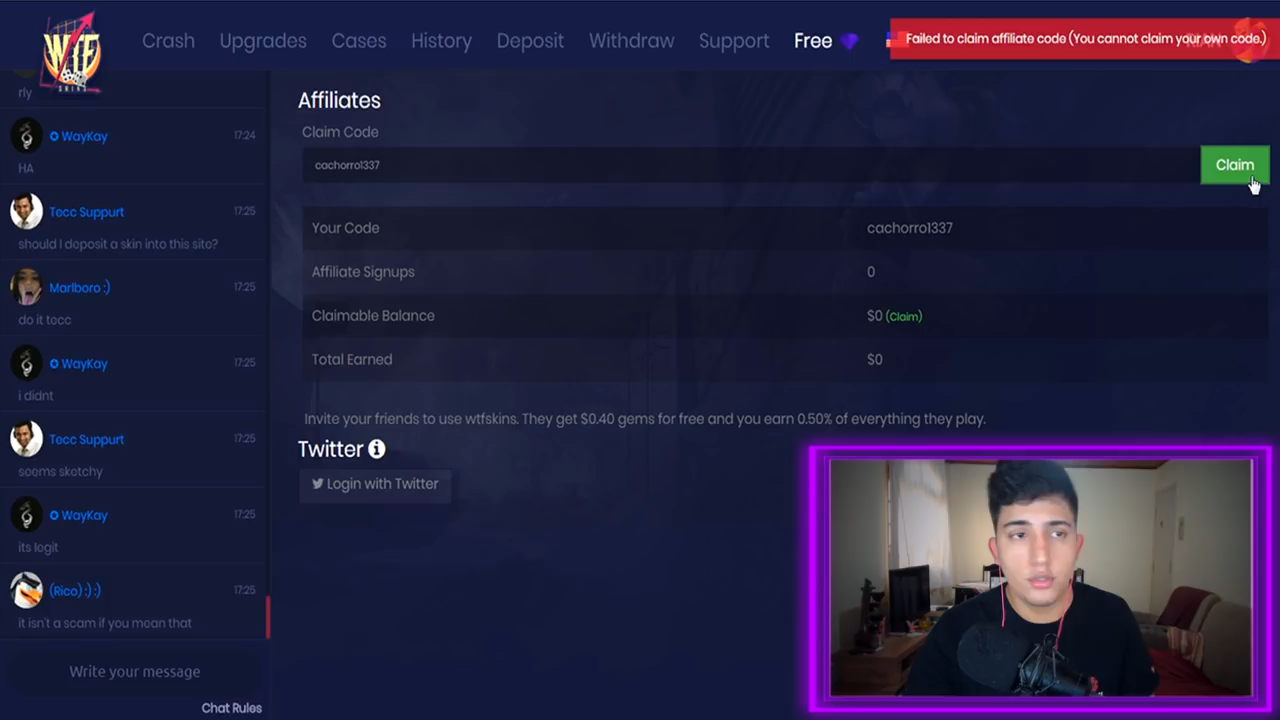 WTF
SKINS
Crash Upgrades Cases History Deposit Withdraw Support Free
Failed to claim affiliate code (You cannot claim your own code.)
rly
WayKay 17:24
HA
Tecc Suppurt 17:25
should I deposit a skin into this site?
Marlboro :) 17:25
do it tecc
WayKay 17:25
i didnt
Tecc Suppurt 17:25
seems sketchy
WayKay 17:25
its legit
(Rico) :) :) 17:25
it isn't a scam if you mean that
Write your message
Chat Rules
Affiliates
Claim Code
cachorro1337
Claim
Your Code cachorro1337
Affiliate Signups 0
Claimable Balance $0 (Claim)
Total Earned $0
Invite your friends to use wtfskins. They get $0.40 gems for free and you earn 0.50% of everything they play.
Twitter
Login with Twitter